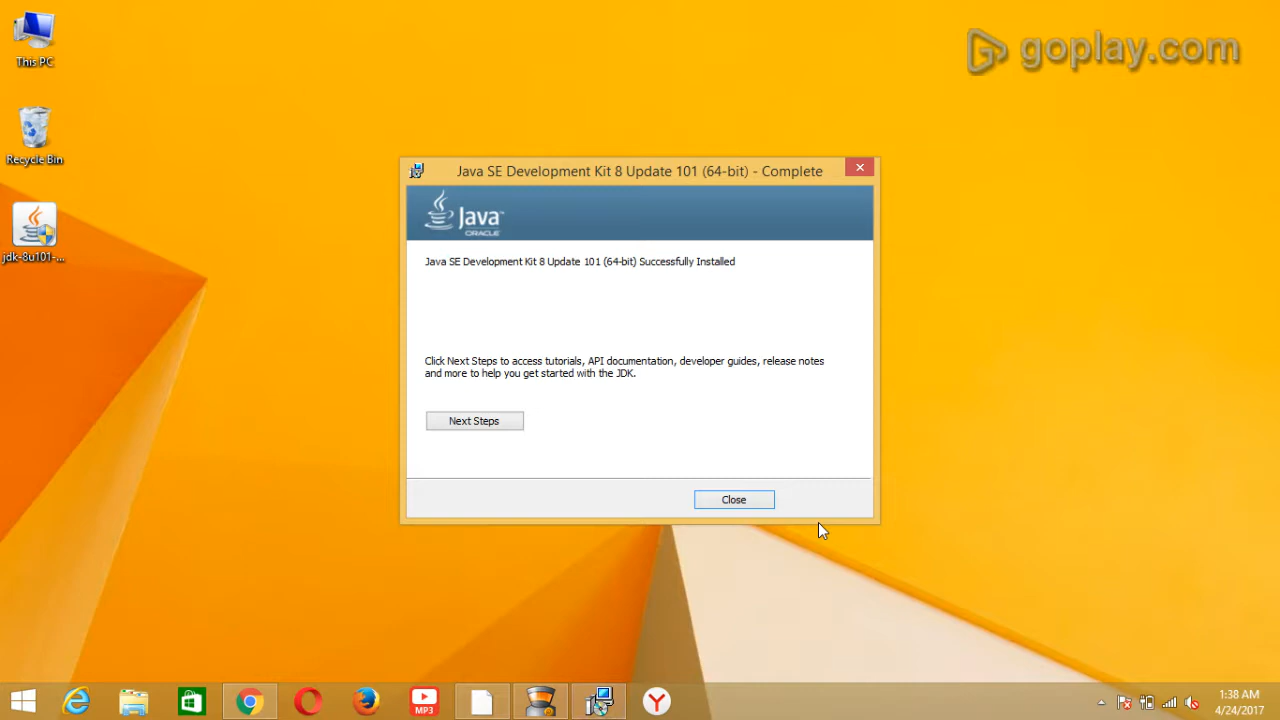 This PC
goplay.com
Recycle Bin
jdk-8u101-...
Java SE Development Kit 8 Update 101 (64-bit) - Complete
Java
ORACLE
Java SE Development Kit 8 Update 101 (64-bit) Successfully Installed
Click Next Steps to access tutorials, API documentation, developer guides, release notes
and more to help you get started with the JDK.
Next Steps
Close
MP3
Y
1:38 AM
4/24/2017